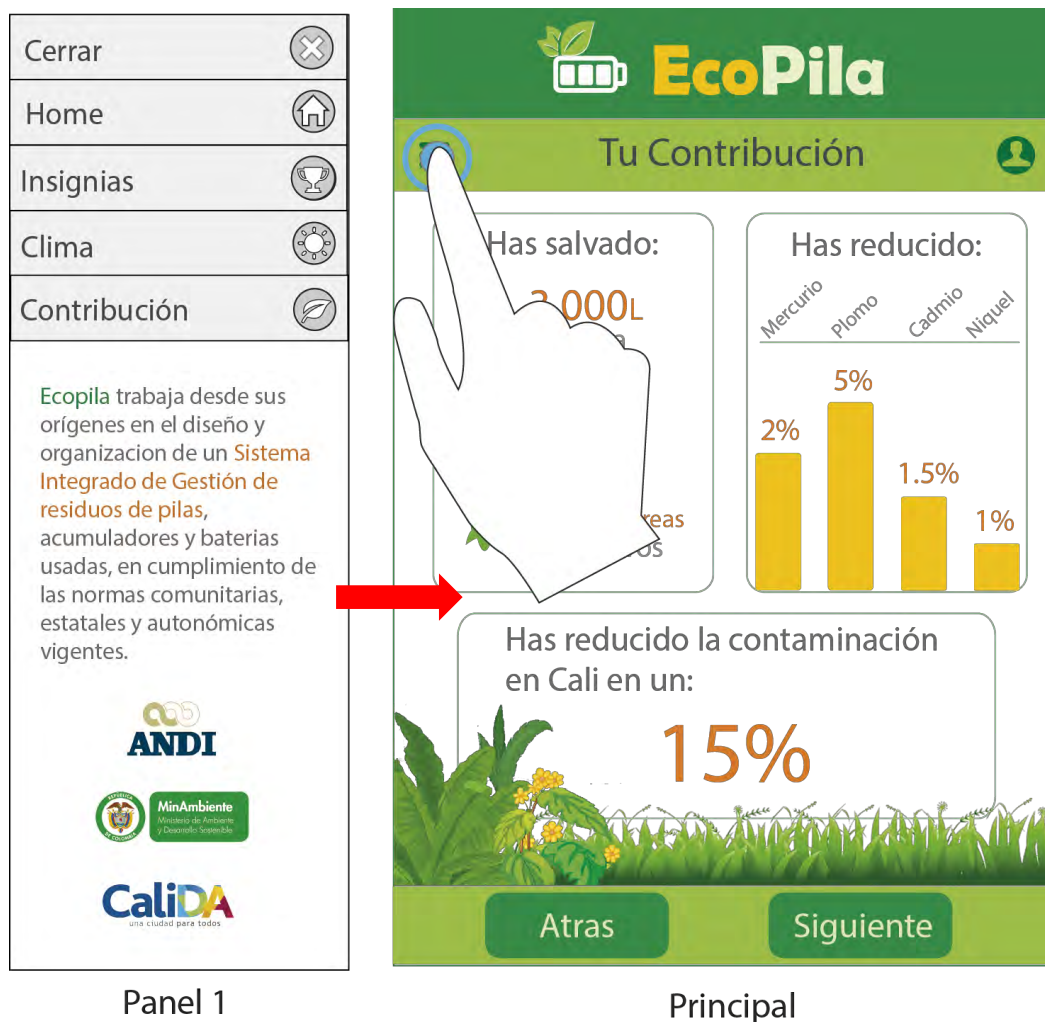 Cerrar
Home
Insignias
Clima
Contribución
Ecopila trabaja desde sus
orígenes en el diseño y
organizacion de un Sistema
Integrado de Gestión de
residuos de pilas,
acumuladores y baterias
usadas, en cumplimiento de
las normas comunitarias,
estatales y autonómicas
vigentes.
ANDI
MinAmbiente
Ministerio de Ambiente
y Desarrollo Sostenible
CaliDA
una ciudad para todos
Panel 1
EcoPila
Tu Contribución
Has salvado:
000L
Has reducido:
Mercurio
Plomo
Cadmio
Niquel
2%
5%
1.5%
1%
Has reducido la contaminación
en Cali en un:
15%
Atras
Siguiente
Principal